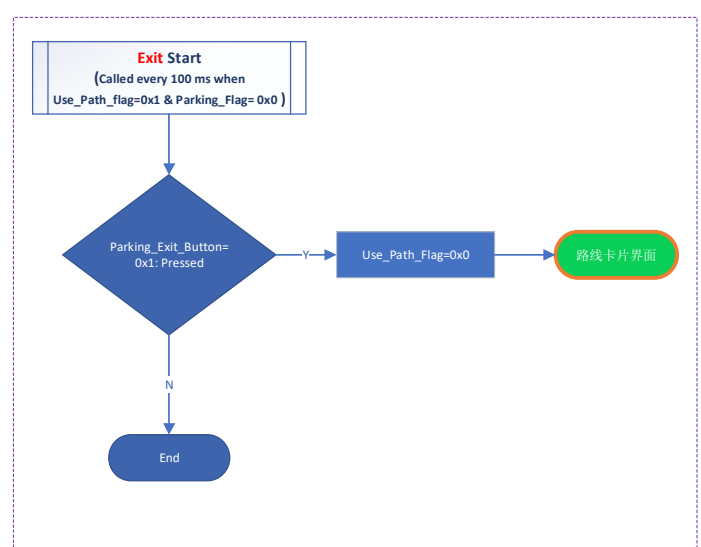 Exit Start
(Called every 100 ms when
Use_Path_flag=0x1 & Parking_Flag= 0x0 )
Parking_Exit_Button=
0x1: Pressed
Y
Use_Path_Flag=0x0
路线卡片界面
N
End